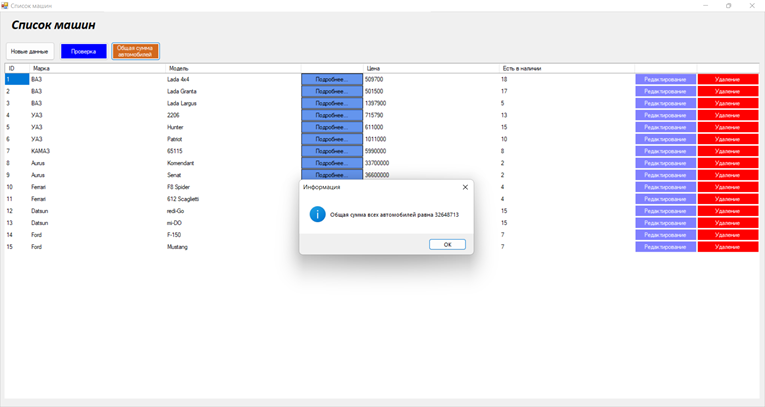 Список машин
Список машин
Новые данные Проверка Общая сумма
автомобилей
ID Марка Модель Цена Есть в наличии
1 ВАЗ Lada 4x4 Подробнее... 509700 18 Редактирование Удаление
2 ВАЗ Lada Granta Подробнее... 501500 17 Редактирование Удаление
3 ВАЗ Lada Largus Подробнее... 1397900 5 Редактирование Удаление
4 УАЗ 2206 Подробнее... 715790 13 Редактирование Удаление
5 УАЗ Hunter Подробнее... 611000 15 Редактирование Удаление
6 УАЗ Patriot Подробнее... 1011000 10 Редактирование Удаление
7 КАМАЗ 65115 Подробнее... 5990000 8 Редактирование Удаление
8 Aurus Komendant Подробнее... 33700000 2 Редактирование Удаление
9 Aurus Senat Подробнее... 36600000 2 Редактирование Удаление
10 Ferrari F8 Spider 4 Редактирование Удаление
11 Ferrari 612 Scaglietti 4 Редактирование Удаление
12 Datsun redi-Go 15 Редактирование Удаление
13 Datsun mi-DO 15 Редактирование Удаление
14 Ford F-150 7 Редактирование Удаление
15 Ford Mustang 7 Редактирование Удаление
Информация
Общая сумма всех автомобилей равна 32648713
OK